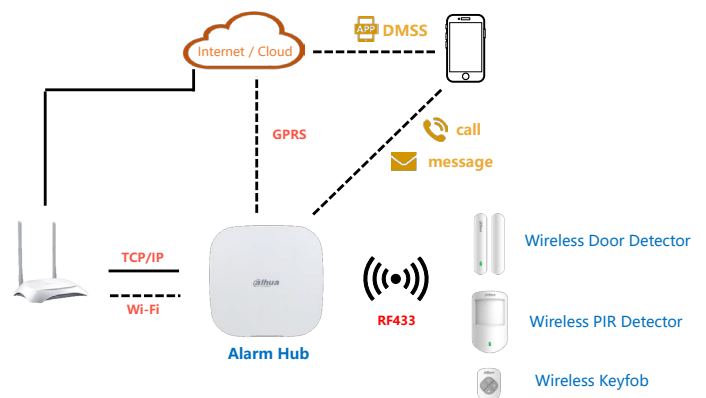 APP DMSS
Internet / Cloud
GPRS
call
message
TCP/IP
Wi-Fi
alhua
RF433
Alarm Hub
Wireless Door Detector
Wireless PIR Detector
Wireless Keyfob